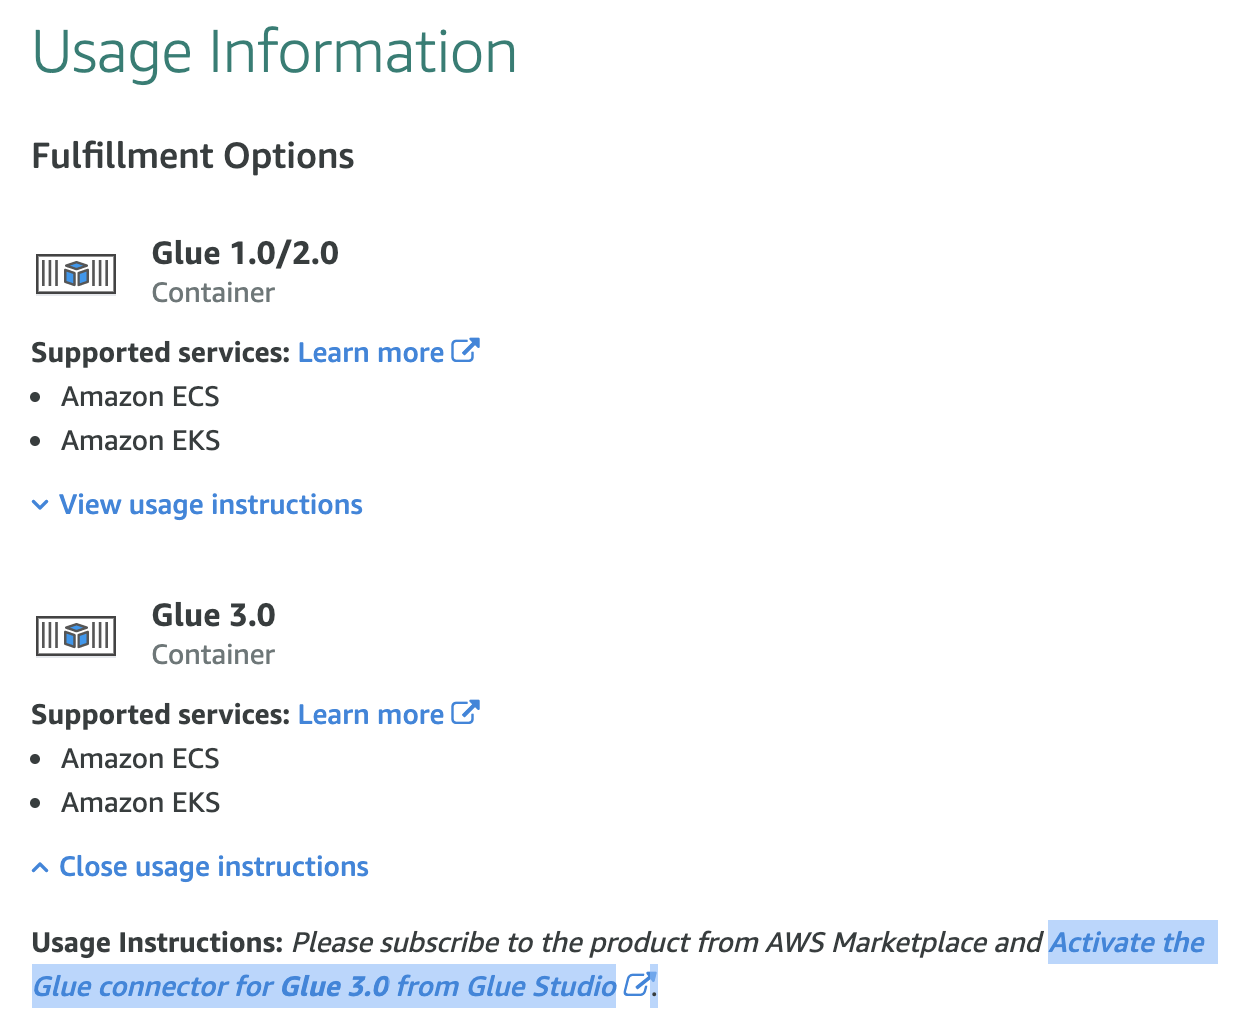 Usage Information
Fulfillment Options
Glue 1.0/2.0
Container
Supported services: Learn more
• Amazon ECS
• Amazon EKS
View usage instructions
Glue 3.0
Container
Supported services: Learn more
• Amazon ECS
• Amazon EKS
Close usage instructions
Usage Instructions: Please subscribe to the product from AWS Marketplace and Activate the
Glue connector for Glue 3.0 from Glue Studio .